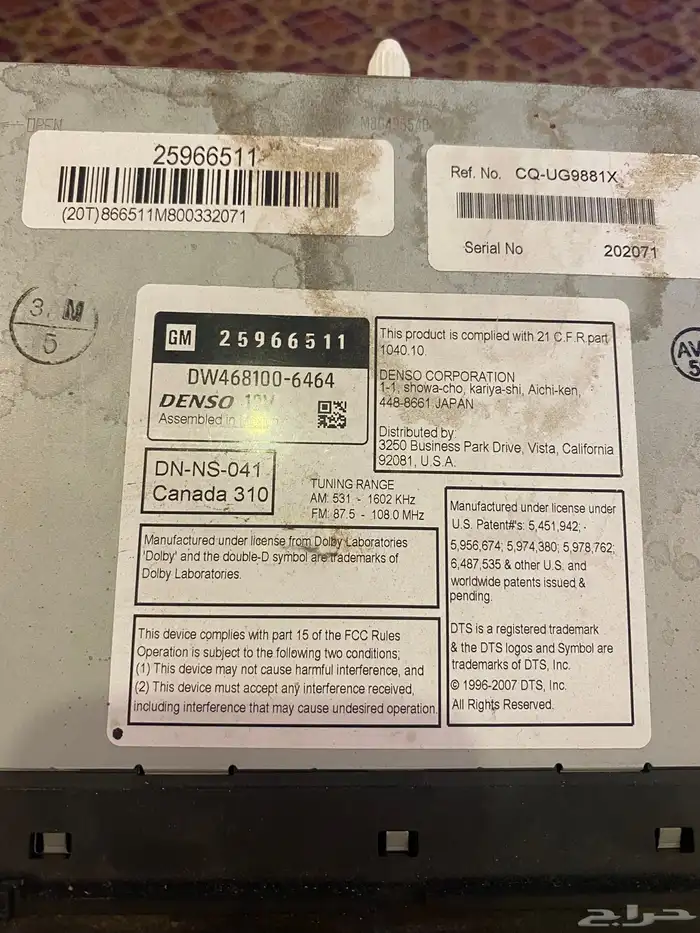 OPEN
25966511
(20T)866511M800332071
Ref. No. CQ-UG9881X
Serial No 202071
3. M
5
AV
5
GM 25966511
DW468100-6464
DENSO 12V
Assembled in
This product is complied with 21 C.F.R.part
1040.10.
DENSO CORPORATION
1-1, showa-cho, kariya-shi, Aichi-ken,
448-8661 JAPAN
Distributed by:
3250 Business Park Drive, Vista, California
92081, U.S.A.
DN-NS-041
Canada 310
TUNING RANGE
AM: 531 - 1602 KHz
FM: 87.5 - 108.0 MHz
Manufactured under license from Dolby Laboratories
'Dolby' and the double-D symbol are trademarks of
Dolby Laboratories.
This device complies with part 15 of the FCC Rules
Operation is subject to the following two conditions;
(1) This device may not cause harmful interference, and
(2) This device must accept any interference received,
including interference that may cause undesired operation.
Manufactured under license under
U.S. Patent#'s: 5,451,942;
5,956,674; 5,974,380; 5,978,762;
6,487,535 & other U.S. and
worldwide patents issued &
pending.
DTS is a registered trademark
& the DTS logos and Symbol are
trademarks of DTS, Inc.
© 1996-2007 DTS, Inc.
All Rights Reserved.
حراج